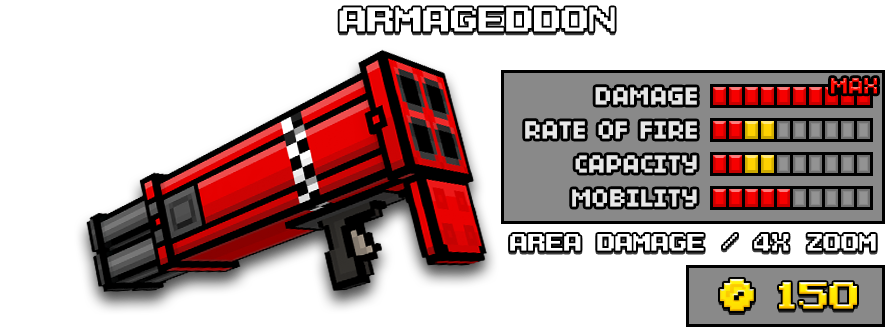 ARMAGEDDON
DAMAGE MAX
RATE OF FIRE
CAPACITY
MOBILITY
AREA DAMAGE / 4X ZOOM
150